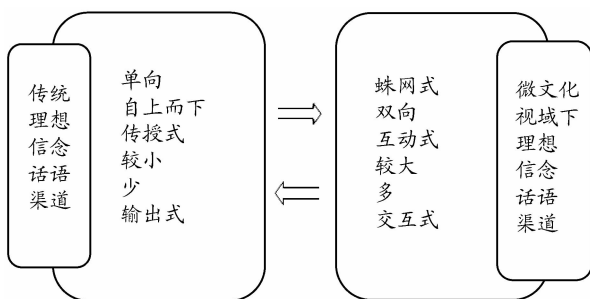 传统
理想
信念
话语
渠道
单向
自上而下
传授式
较小
少
输出式
蛛网式
双向
互动式
较大
多
交互式
微文化
视域下
理想
信念
话语
渠道